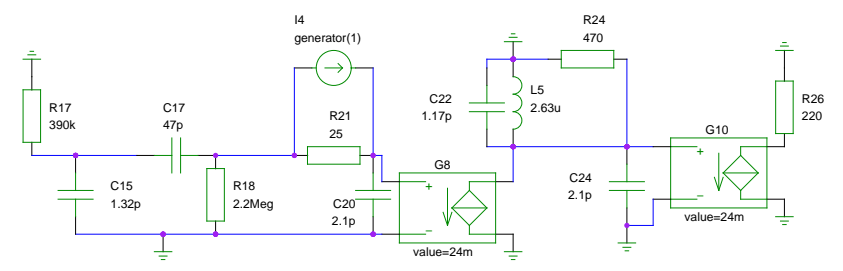 I4
generator(1)
R24
470
R17
390k
C17
47p
R21
25
C22
1.17p
L5
2.63u
G10
R26
220
G8
C15
1.32p
R18
2.2Meg
C20
2.1p
C24
2.1p
value=24m
value=24m